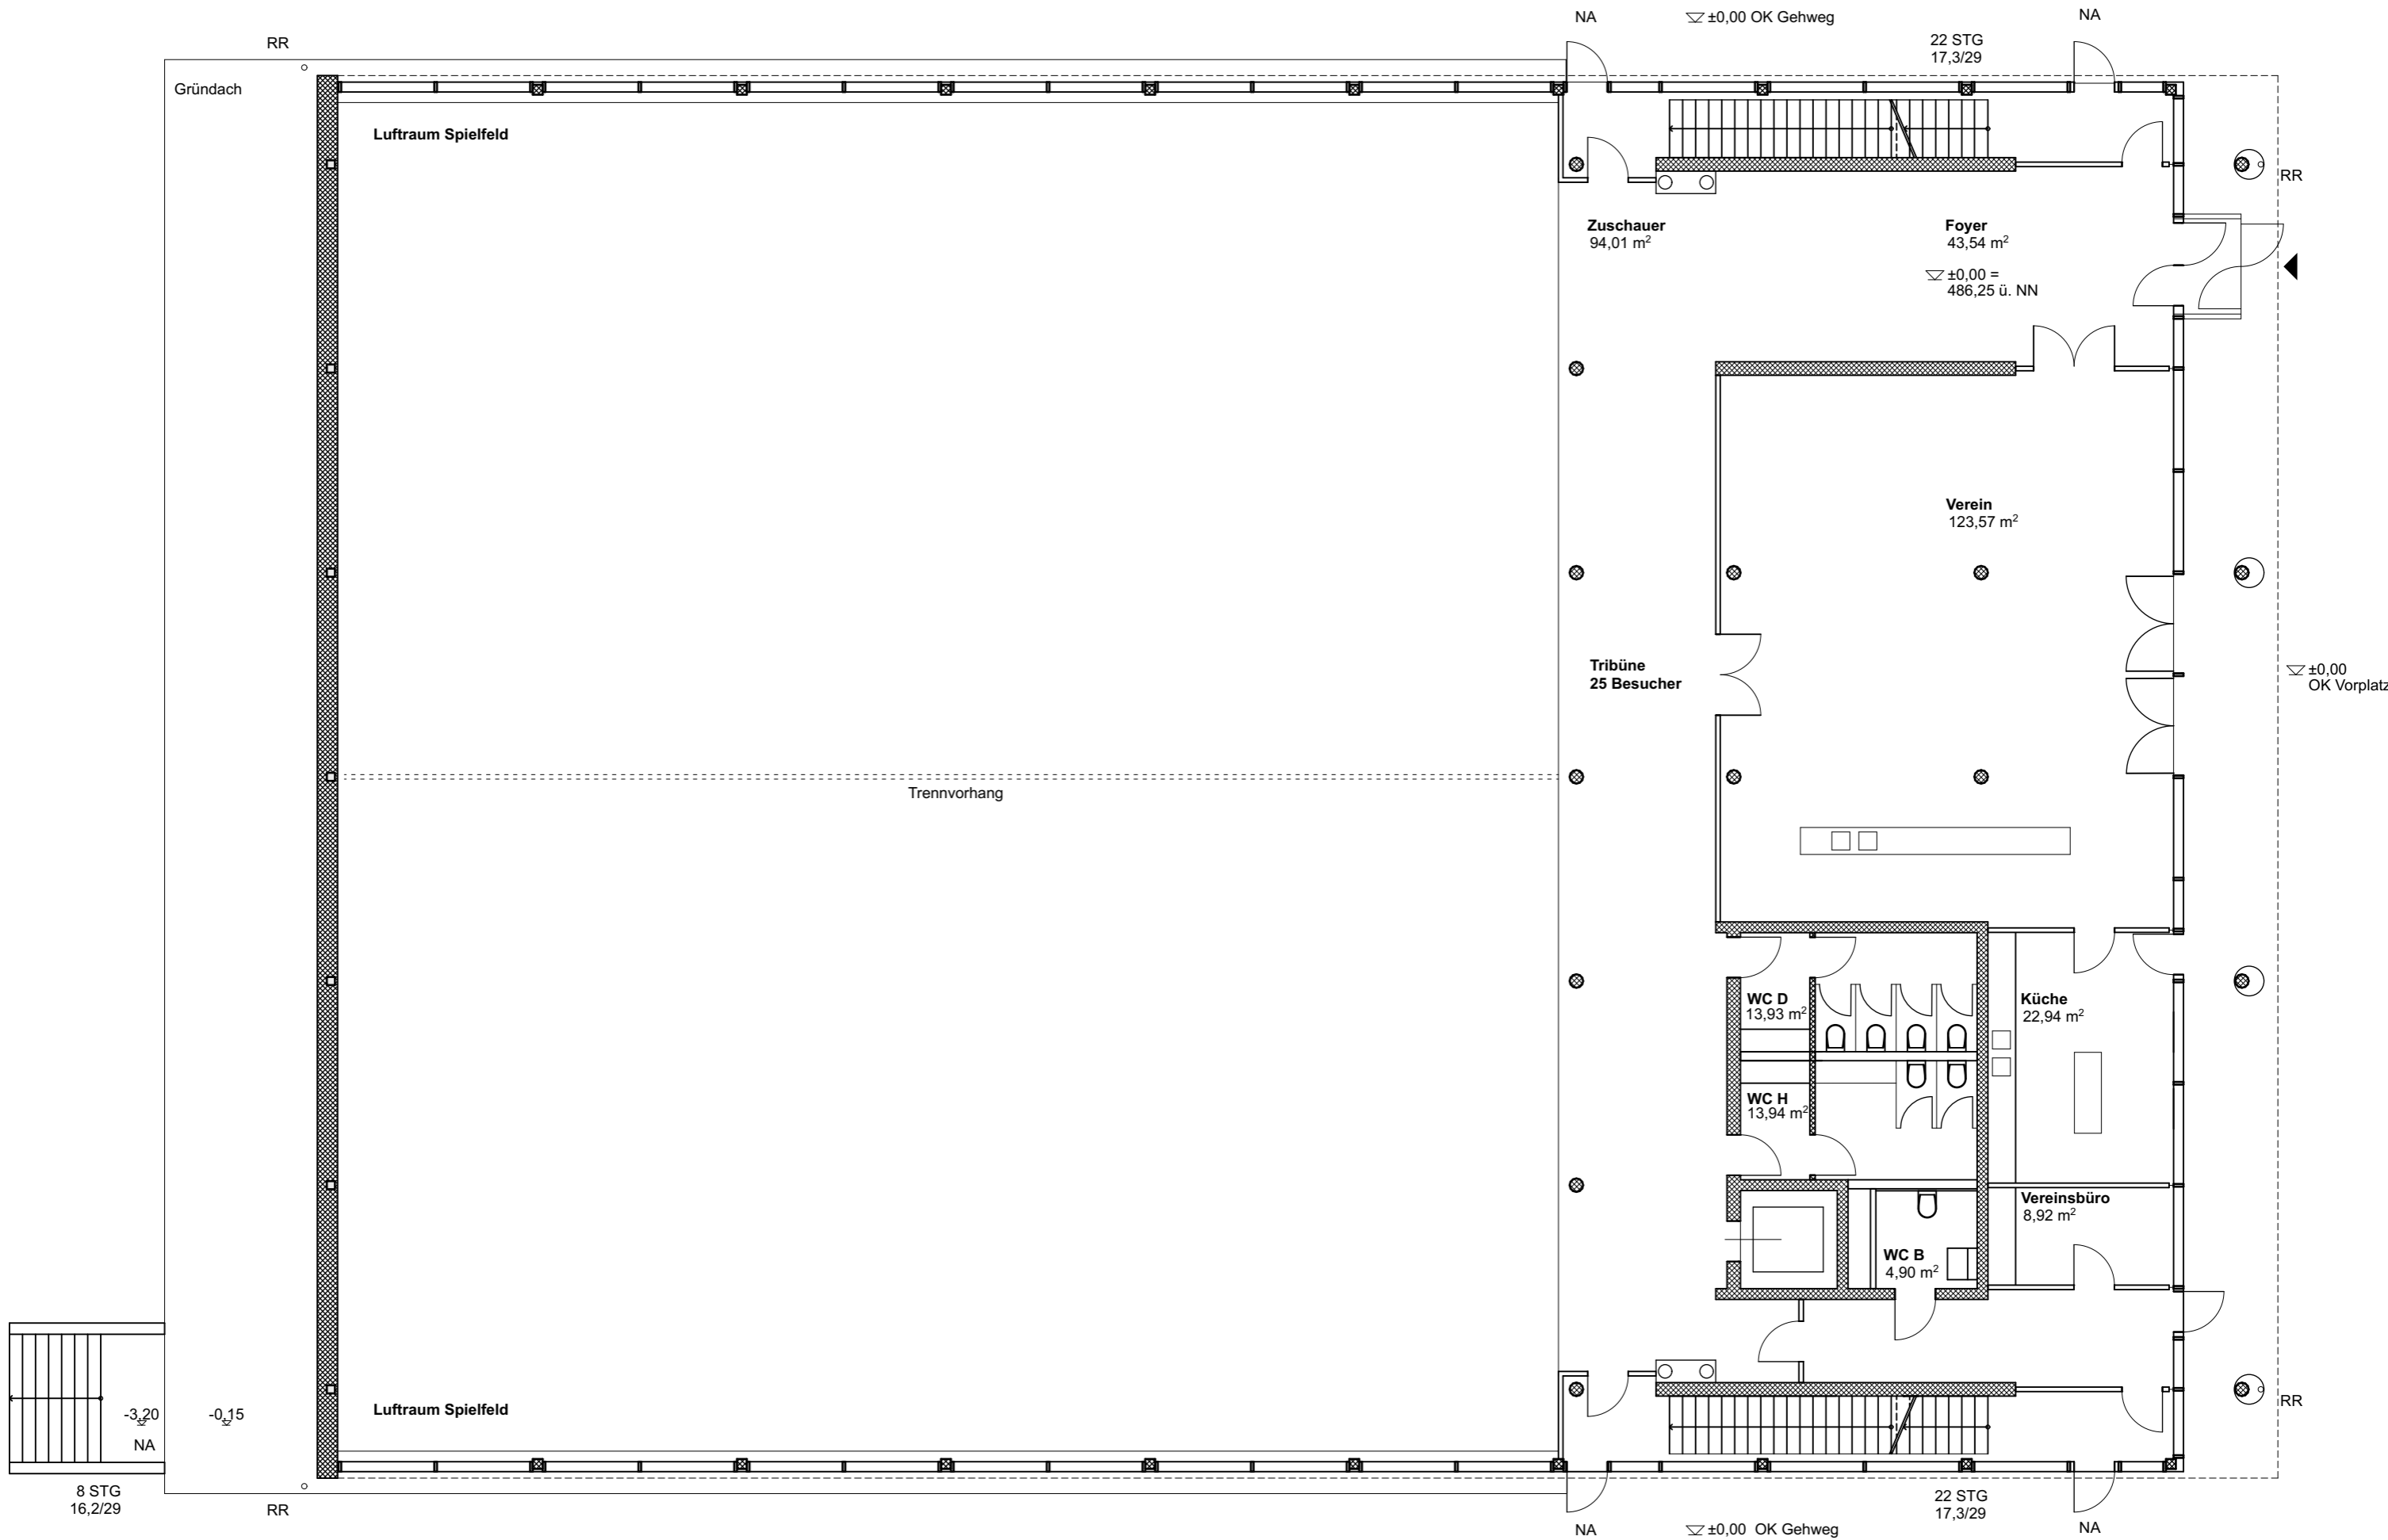 NA
±0,00 OK Gehweg
NA
RR
22 STG
17,3/29
Gründach
Luftraum Spielfeld
RR
Zuschauer
94,01 m²
Foyer
43,54 m²
±0,00 =
486,25 ü. NN
Verein
123,57 m²
Tribüne
25 Besucher
±0,00
OK Vorplatz
Trennvorhang
WC D
13,93 m²
Küche
22,94 m²
WC H
13,94 m²
Vereinsbüro
8,92 m²
WC B
4,90 m²
Luftraum Spielfeld
-3,20
-0,15
RR
NA
8 STG
16,2/29
RR
22 STG
17,3/29
NA
±0,00 OK Gehweg
NA